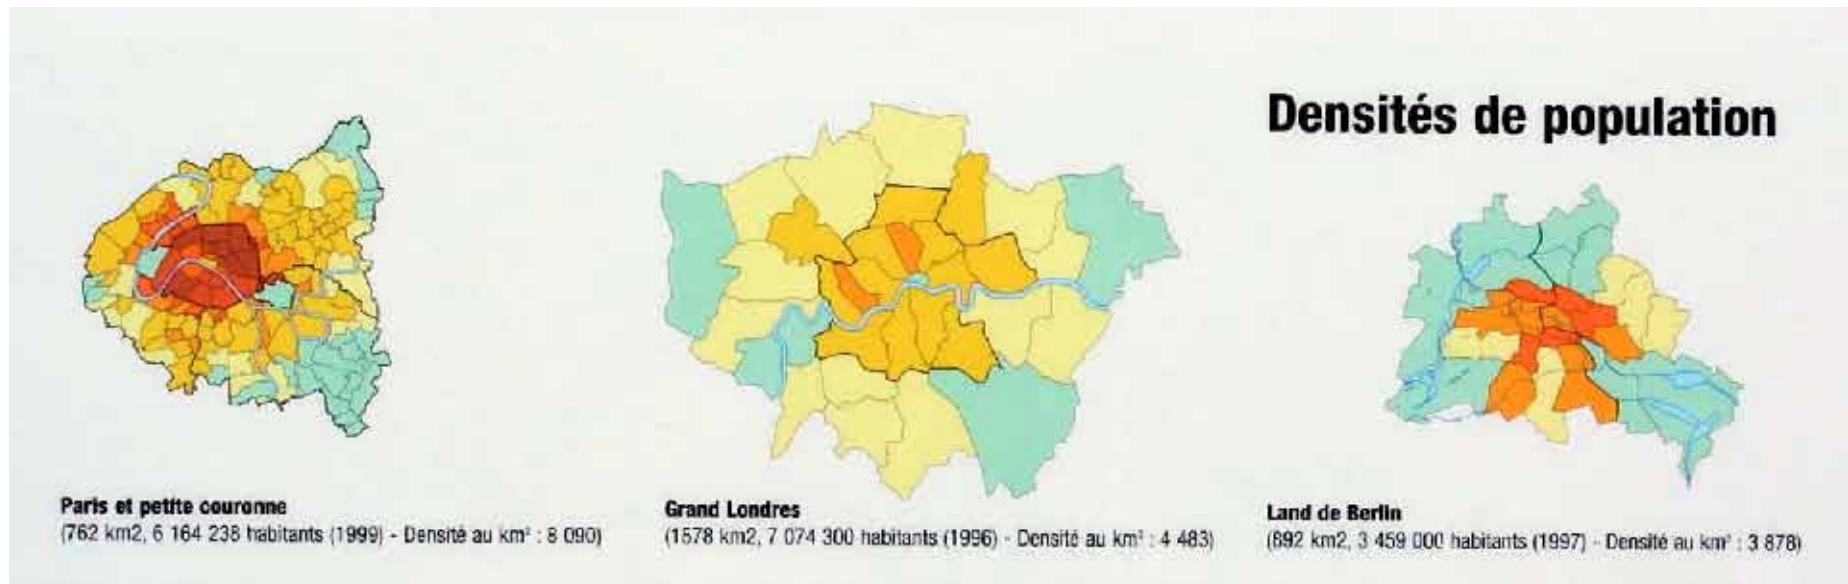 Densités de population
Paris et petite couronne
(762 km2, 6 164 238 habitants (1999) - Densité au km² : 8 090)
Grand Londres
(1578 km2, 7 074 300 habitants (1996) - Densité au km² : 4 483)
Land de Berlin
(892 km2, 3 459 000 habitants (1997) - Densité au km² : 3 878)